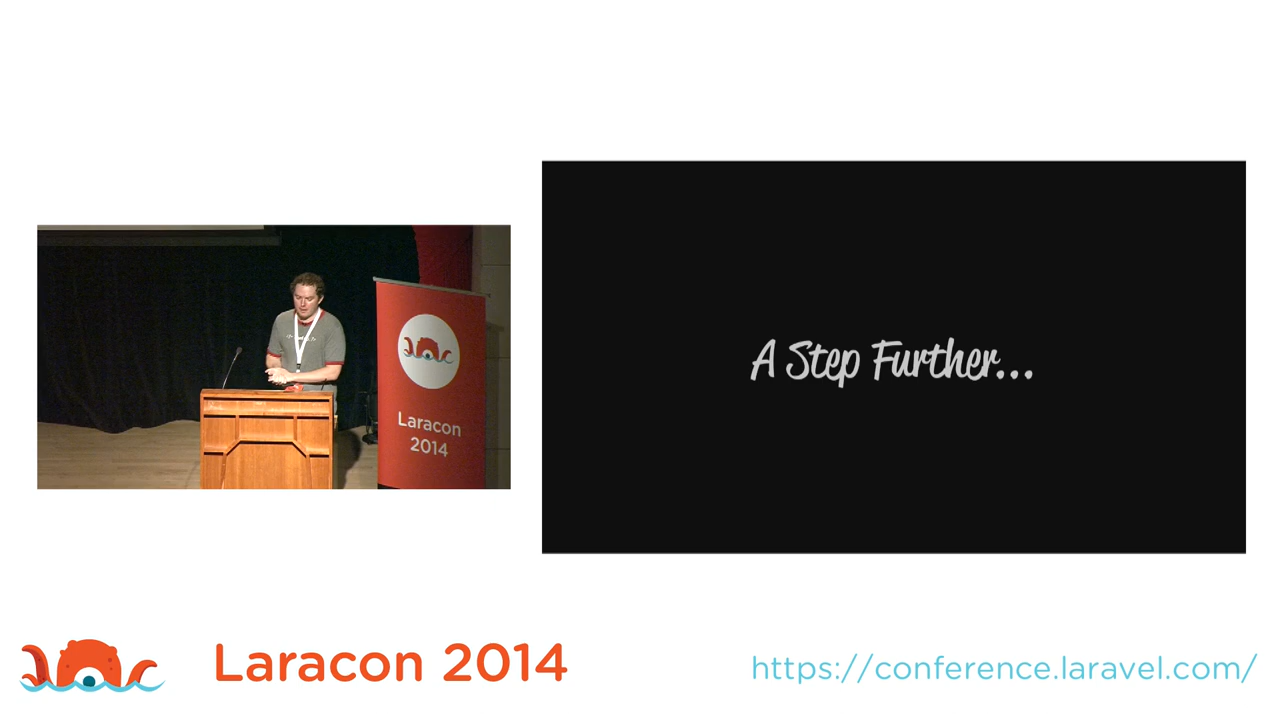 A Step Further...
Laracon
2014
Laracon 2014
https://conference.laravel.com/